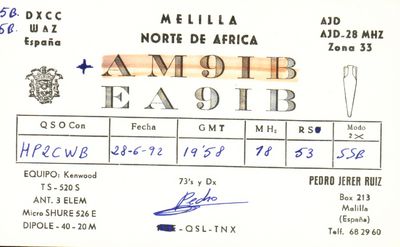 5B. DXCC MELILLA AJD
5B. WAZ NORTE DE AFRICA AJD-28 MHZ
España Zona 33
+ AM9IB
EA9IB
QSO Con Fecha GMT MHz RS Modo 2X
HP2CWB 28-6-92 19'58 18 53 SSB
EQUIPO: Kenwood 73's y Dx PEDRO JERER RUIZ
TS-520 S Pedro Box 213
ANT. 3 ELEM Melilla
Micro SHURE 526 E (España)
DIPOLE - 40-20 M -QSL-TNX Telf. 68 29 60